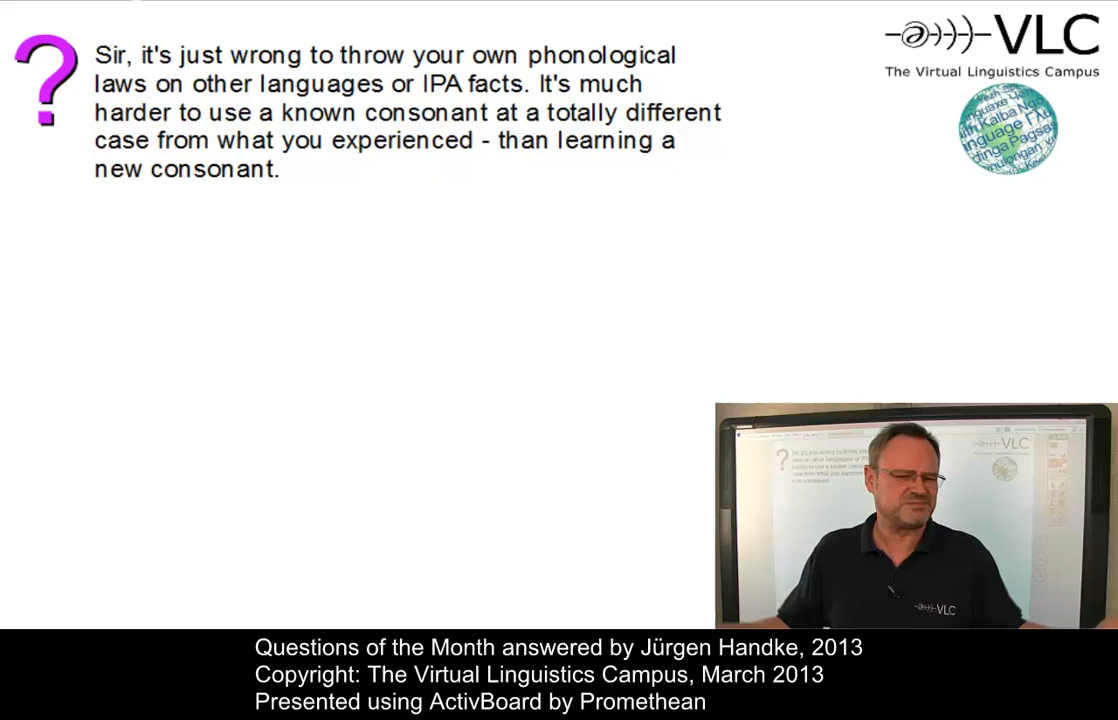 Sir, it's just wrong to throw your own phonological
laws on other languages or IPA facts. It's much
harder to use a known consonant at a totally different
case from what you experienced - than learning a
new consonant.
VLC
The Virtual Linguistics Campus
VLC
VLC
Questions of the Month answered by Jürgen Handke, 2013
Copyright: The Virtual Linguistics Campus, March 2013
Presented using ActivBoard by Promethean